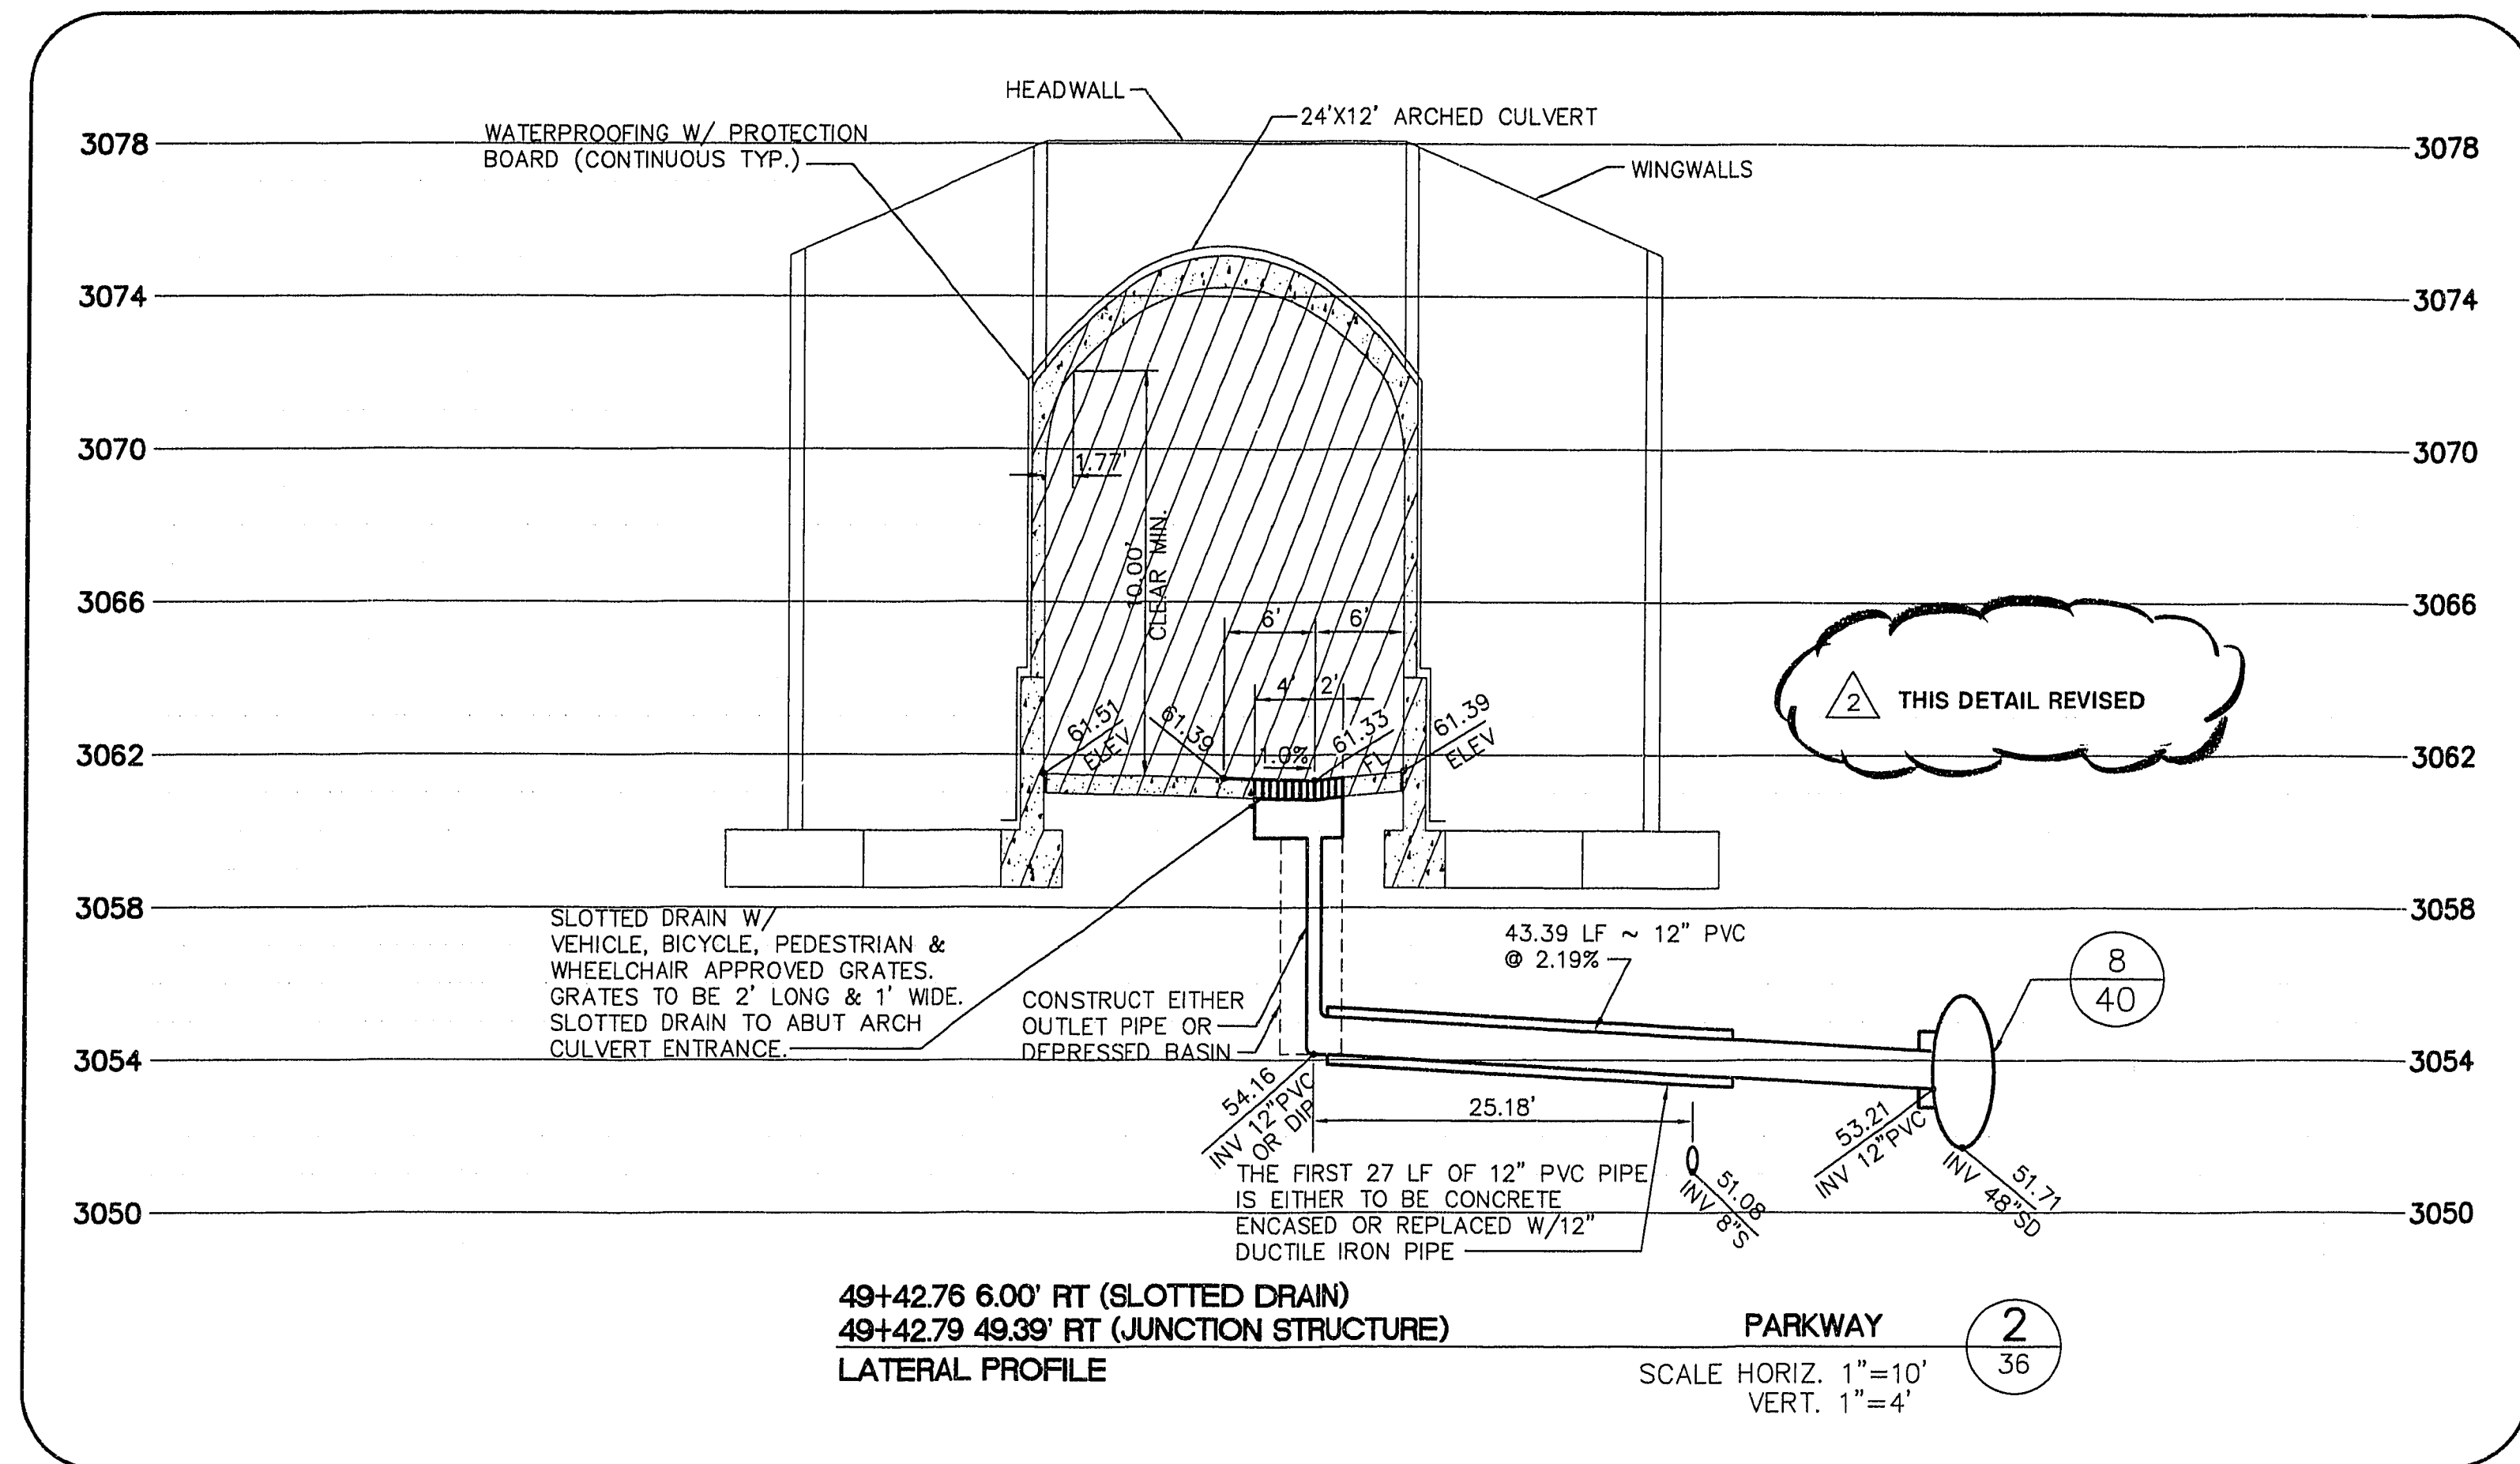 HEADWALL
24'X12' ARCHED CULVERT
WATERPROOFING W/ PROTECTION
BOARD (CONTINUOUS TYP.)
WINGWALLS
3078
3078
3074
3074
3070
3070
1.77'
10.00'
CLEAR MIN.
3066
3066
6'
6'
4'
2'
2
THIS DETAIL REVISED
61.51
ELEV
61.39
1.0%
61.33
FL
61.39
ELEV
3062
3062
3058
3058
SLOTTED DRAIN W/
VEHICLE, BICYCLE, PEDESTRIAN &
WHEELCHAIR APPROVED GRATES.
GRATES TO BE 2' LONG & 1' WIDE.
SLOTTED DRAIN TO ABUT ARCH
CULVERT ENTRANCE.
CONSTRUCT EITHER
OUTLET PIPE OR
DEPRESSED BASIN
43.39 LF ~ 12" PVC
@ 2.19%
8
40
3054
3054
54.16
INV 12"PVC
OR DIP
25.18'
53.21
INV 12"PVC
51.71
INV 48"SD
51.08
INV 8"S
THE FIRST 27 LF OF 12" PVC PIPE
IS EITHER TO BE CONCRETE
ENCASED OR REPLACED W/12"
DUCTILE IRON PIPE
3050
3050
49+42.76 6.00' RT (SLOTTED DRAIN)
49+42.79 49.39' RT (JUNCTION STRUCTURE)
LATERAL PROFILE
PARKWAY
2
36
SCALE HORIZ. 1"=10'
VERT. 1"=4'